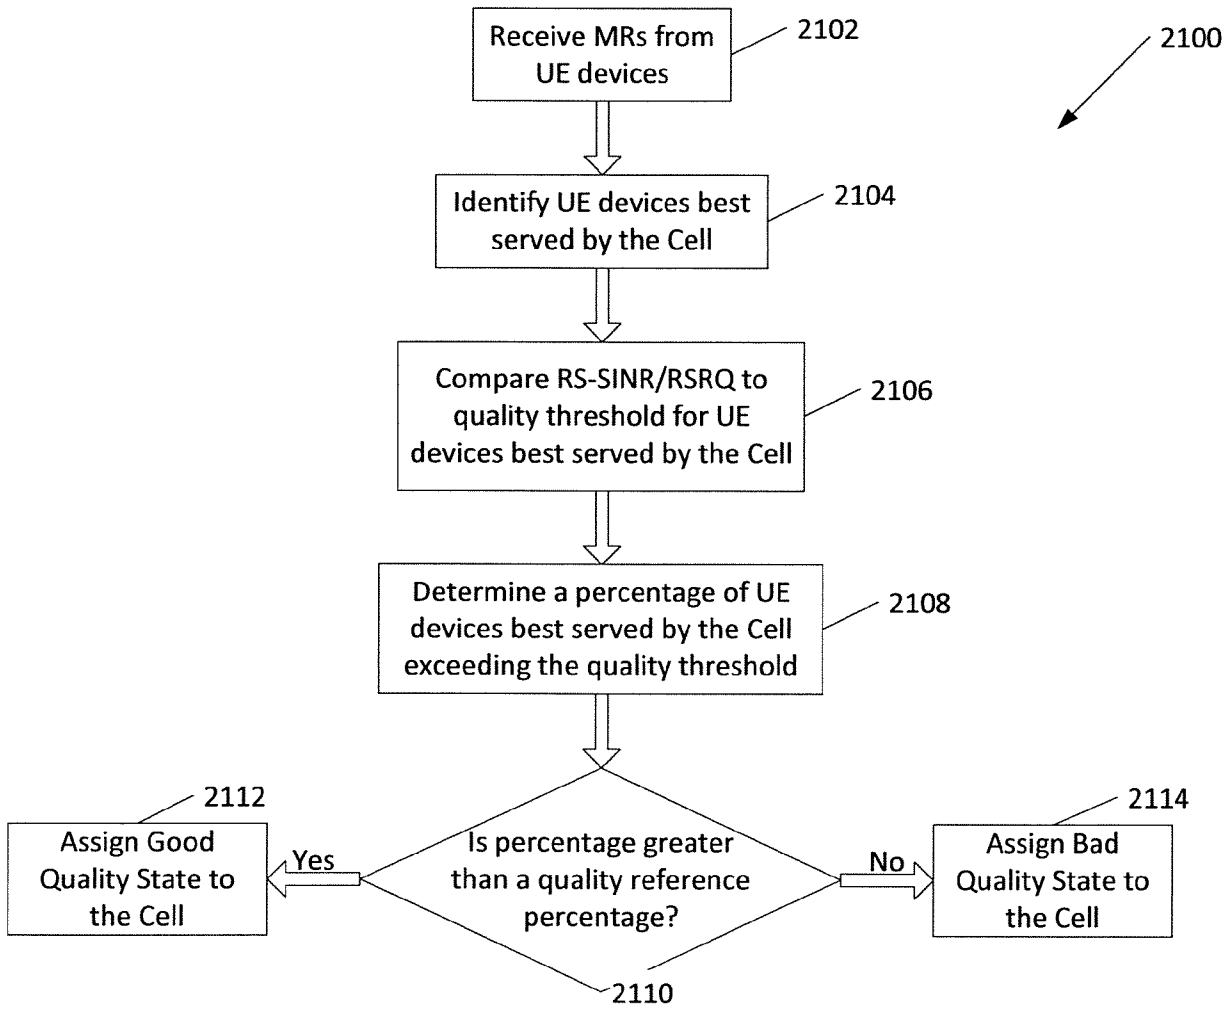 2100
Receive MRs from
UE devices
2102
Identify UE devices best
served by the Cell
2104
Compare RS-SINR/RSRQ to
quality threshold for UE
devices best served by the Cell
2106
Determine a percentage of UE
devices best served by the Cell
exceeding the quality threshold
2108
Is percentage greater
than a quality reference
percentage?
2110
Yes
2112
Assign Good
Quality State to
the Cell
No
2114
Assign Bad
Quality State to
the Cell